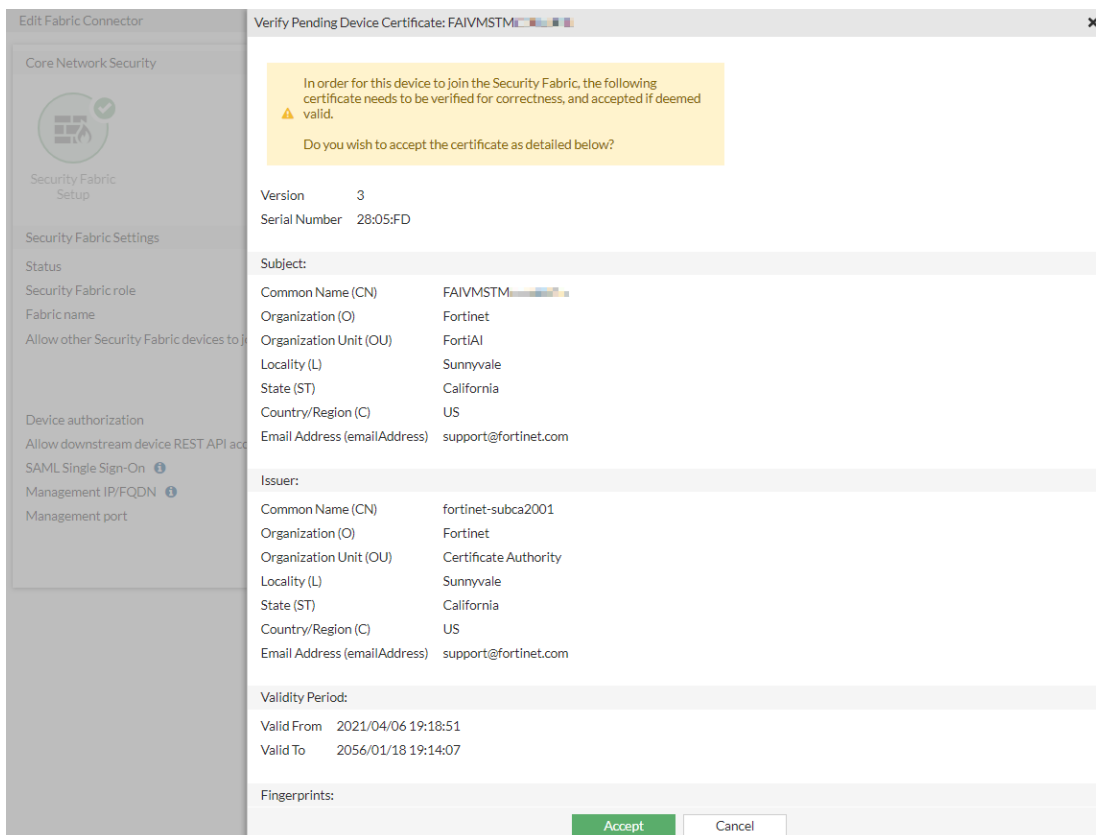 Edit Fabric Connector
Core Network Security
Security Fabric
Setup
Security Fabric Settings
Status
Security Fabric role
Fabric name
Allow other Security Fabric devices to jo
Device authorization
Allow downstream device REST API acc
SAML Single Sign-On
Management IP/FQDN
Management port
Verify Pending Device Certificate: FAIVMSTM
In order for this device to join the Security Fabric, the following
certificate needs to be verified for correctness, and accepted if deemed
valid.
Do you wish to accept the certificate as detailed below?
Version 3
Serial Number 28:05:FD
Subject:
Common Name (CN) FAIVMSTM
Organization (O) Fortinet
Organization Unit (OU) FortiAI
Locality (L) Sunnyvale
State (ST) California
Country/Region (C) US
Email Address (emailAddress) support@fortinet.com
Issuer:
Common Name (CN) fortinet-subca2001
Organization (O) Fortinet
Organization Unit (OU) Certificate Authority
Locality (L) Sunnyvale
State (ST) California
Country/Region (C) US
Email Address (emailAddress) support@fortinet.com
Validity Period:
Valid From 2021/04/06 19:18:51
Valid To 2056/01/18 19:14:07
Fingerprints:
Accept Cancel